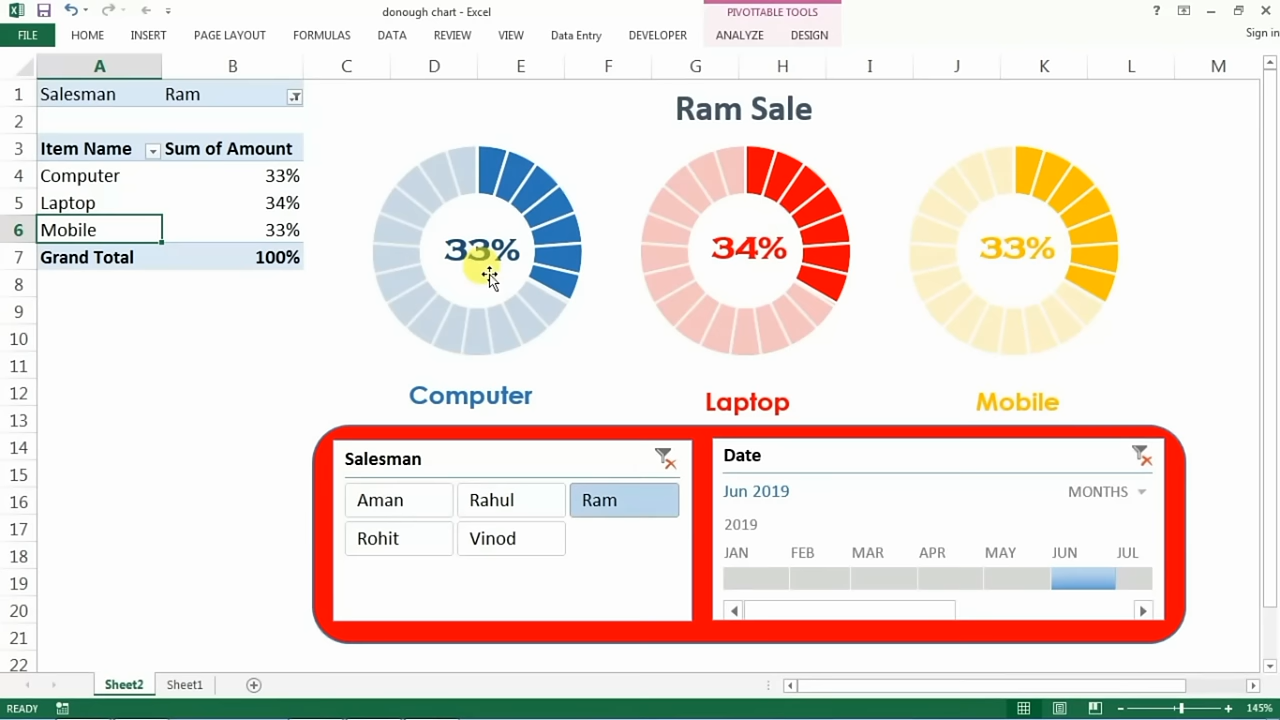 donough chart - Excel
PIVOTTABLE TOOLS
?
Sign in
FILE HOME INSERT PAGE LAYOUT FORMULAS DATA REVIEW VIEW Data Entry DEVELOPER ANALYZE DESIGN
A B C D E F G H I J K L M
1 Salesman Ram
Ram Sale
2
3 Item Name Sum of Amount
4 Computer 33%
5 Laptop 34%
6 Mobile 33%
7 Grand Total 100%
33% 34% 33%
8
9
10
11
12
Computer Laptop Mobile
13
14
15
16
17
18
19
20
21
22
Salesman
Aman Rahul Ram
Rohit Vinod
Date
Jun 2019 MONTHS
2019
JAN FEB MAR APR MAY JUN JUL
Sheet2 Sheet1
READY 145%